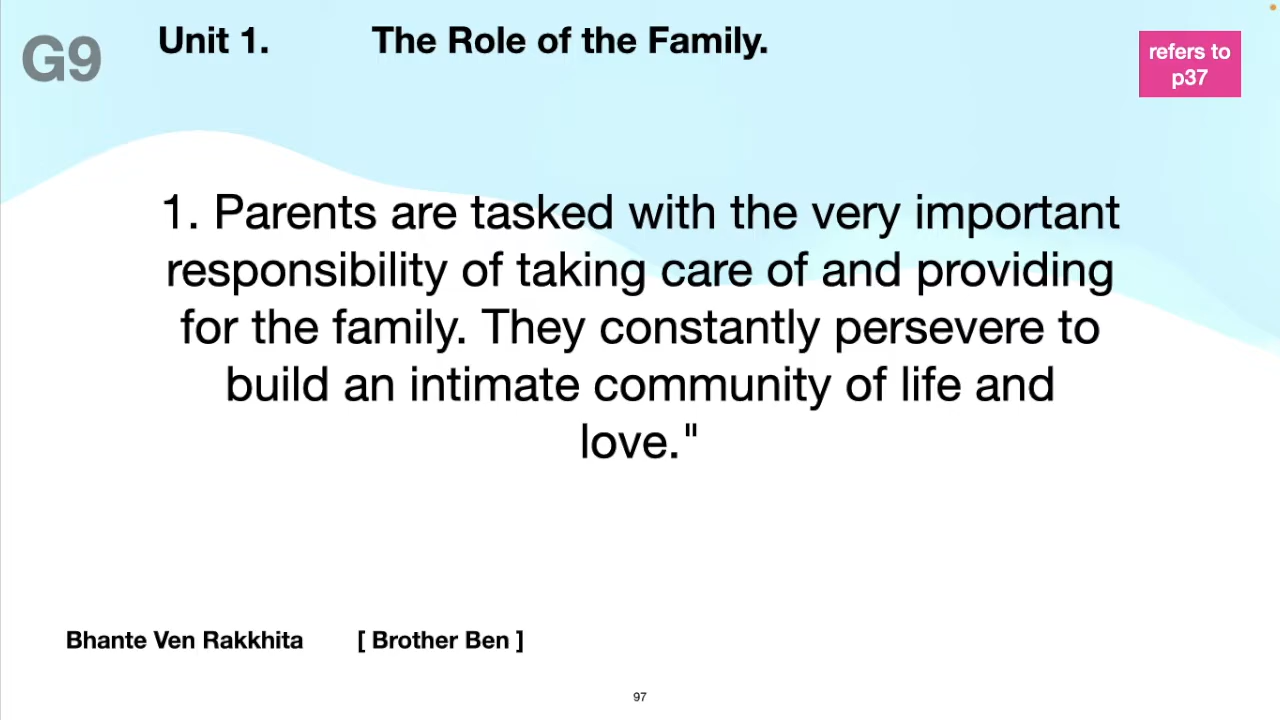 G9
Unit 1. The Role of the Family.
refers to
p37
1. Parents are tasked with the very important
responsibility of taking care of and providing
for the family. They constantly persevere to
build an intimate community of life and
love."
Bhante Ven Rakkhita [ Brother Ben ]
97